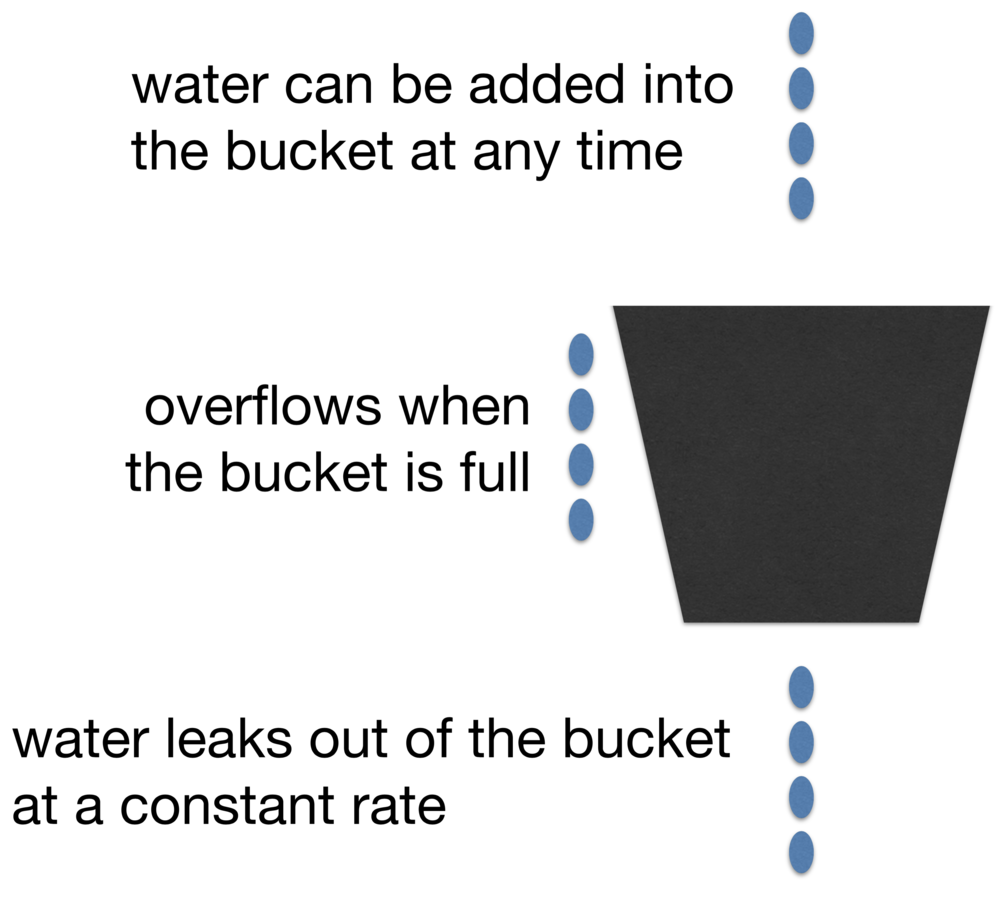 water can be added into
the bucket at any time
overflows when
the bucket is full
water leaks out of the bucket
at a constant rate